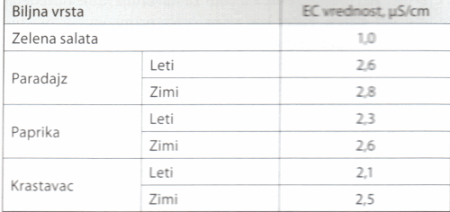 Biljna vrsta EC vrednost, µS/cm
Zelena salata 1,0
Paradajz Leti 2,6
Zimi 2,8
Paprika Leti 2,3
Zimi 2,6
Krastavac Leti 2,1
Zimi 2,5